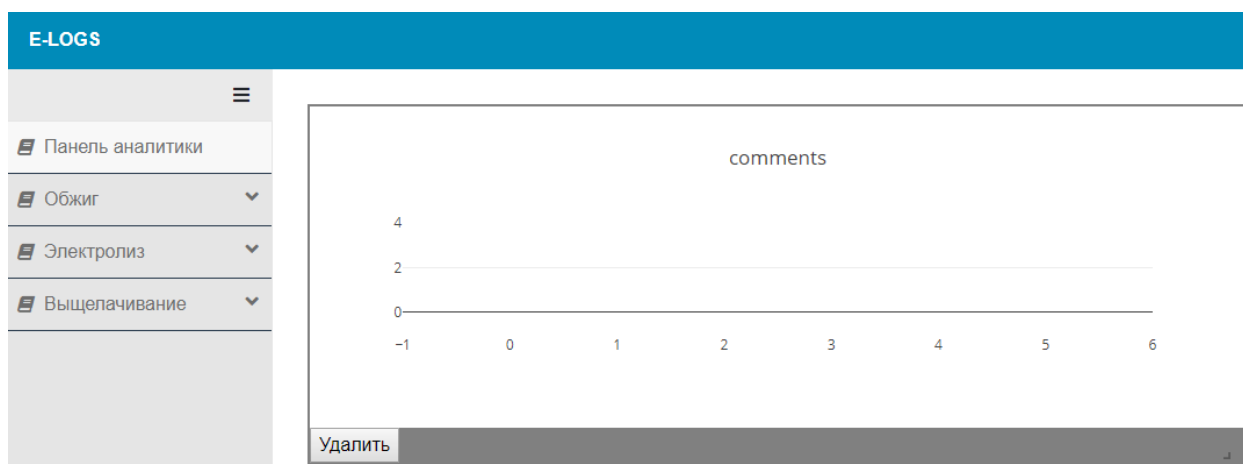 E-LOGS
Панель аналитики
Обжиг
Электролиз
Выщелачивание
comments
4
2
0
−1 0 1 2 3 4 5 6
Удалить